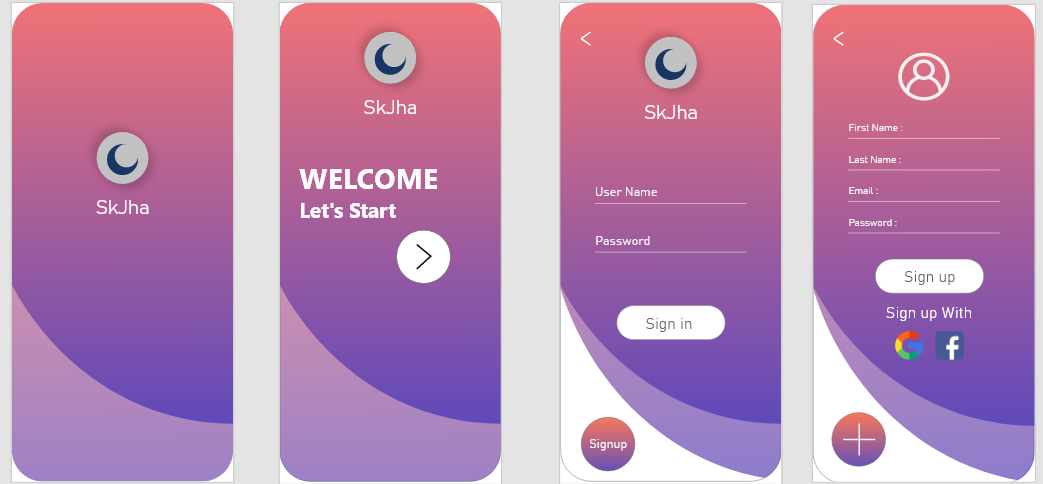 SkJha
SkJha
WELCOME
Let's Start
SkJha
User Name
Password
Sign in
Signup
First Name :
Last Name :
Email :
Password :
Sign up
Sign up With